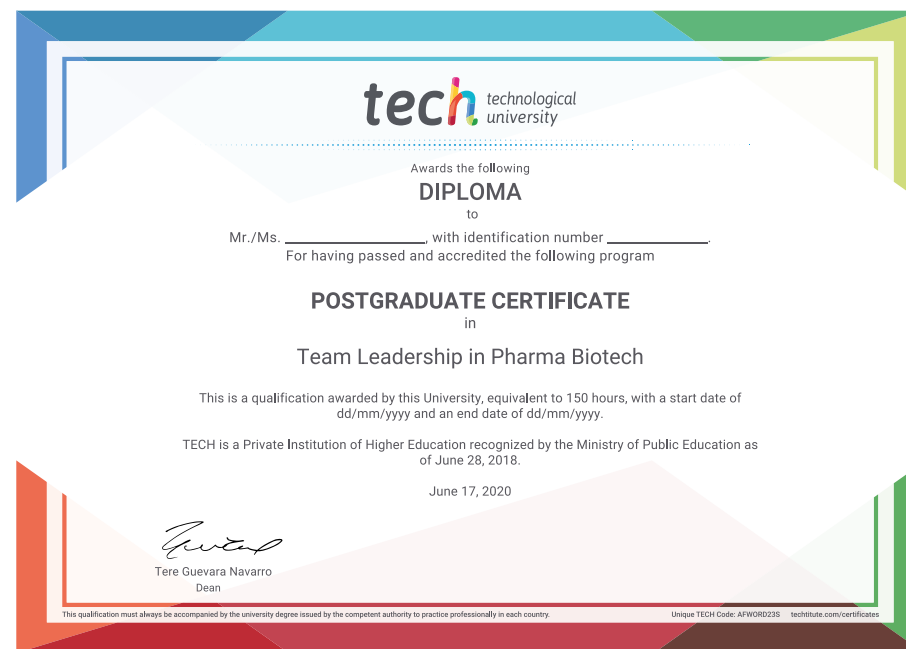 tech technological
university
Awards the following
DIPLOMA
to
Mr./Ms. ____________________, with identification number ______________.
For having passed and accredited the following program
POSTGRADUATE CERTIFICATE
in
Team Leadership in Pharma Biotech
This is a qualification awarded by this University, equivalent to 150 hours, with a start date of
dd/mm/yyyy and an end date of dd/mm/yyyy.
TECH is a Private Institution of Higher Education recognized by the Ministry of Public Education as
of June 28, 2018.
June 17, 2020
Tere Guevara Navarro
Dean
This qualification must always be accompanied by the university degree issued by the competent authority to practice professionally in each country. Unique TECH Code: AFWORD23S techtitute.com/certificates